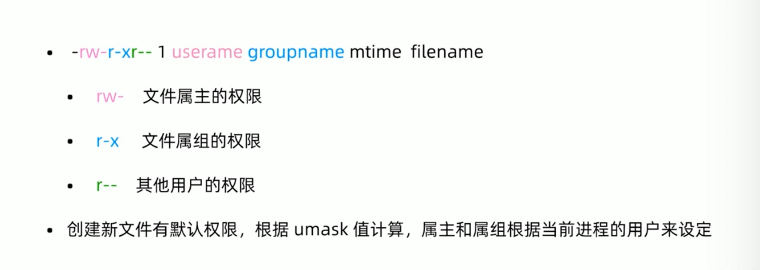 • -rw-r-xr-- 1 userame groupname mtime filename
• rw- 文件属主的权限
• r-x 文件属组的权限
• r-- 其他用户的权限
• 创建新文件有默认权限，根据 umask 值计算，属主和属组根据当前进程的用户来设定